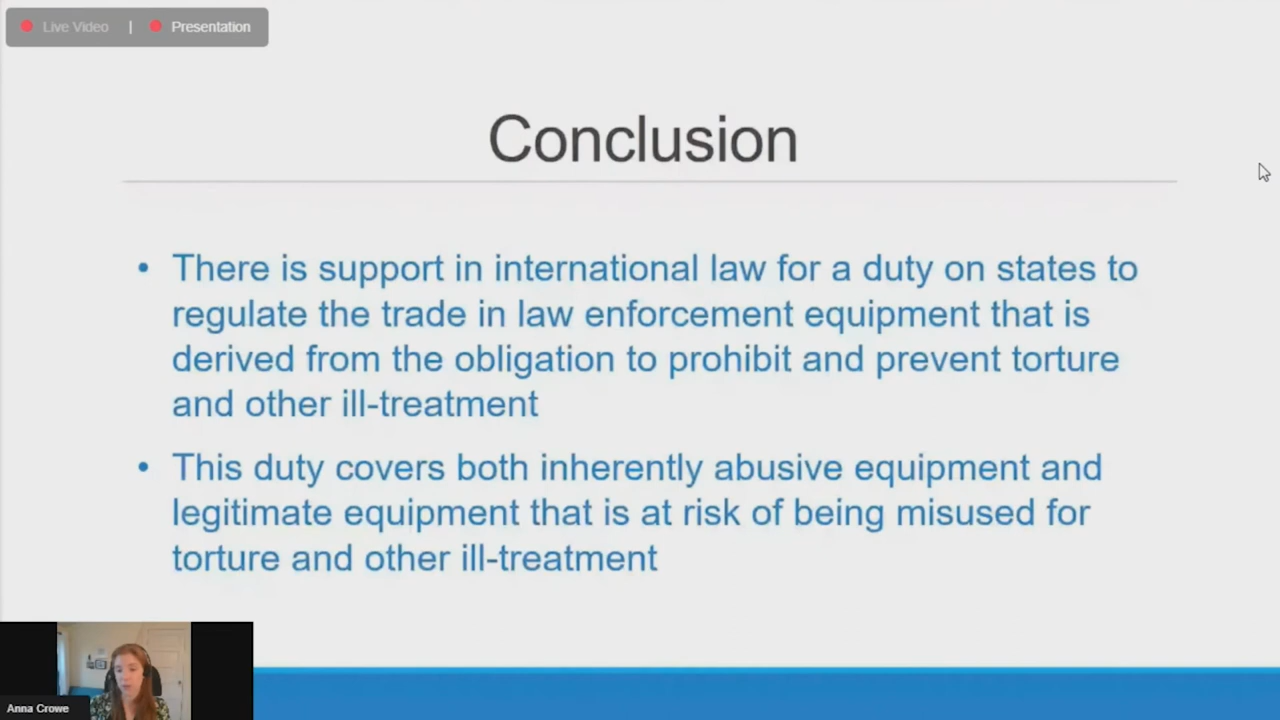 Live Video | Presentation
Conclusion
• There is support in international law for a duty on states to
regulate the trade in law enforcement equipment that is
derived from the obligation to prohibit and prevent torture
and other ill-treatment
• This duty covers both inherently abusive equipment and
legitimate equipment that is at risk of being misused for
torture and other ill-treatment
Anna Crowe